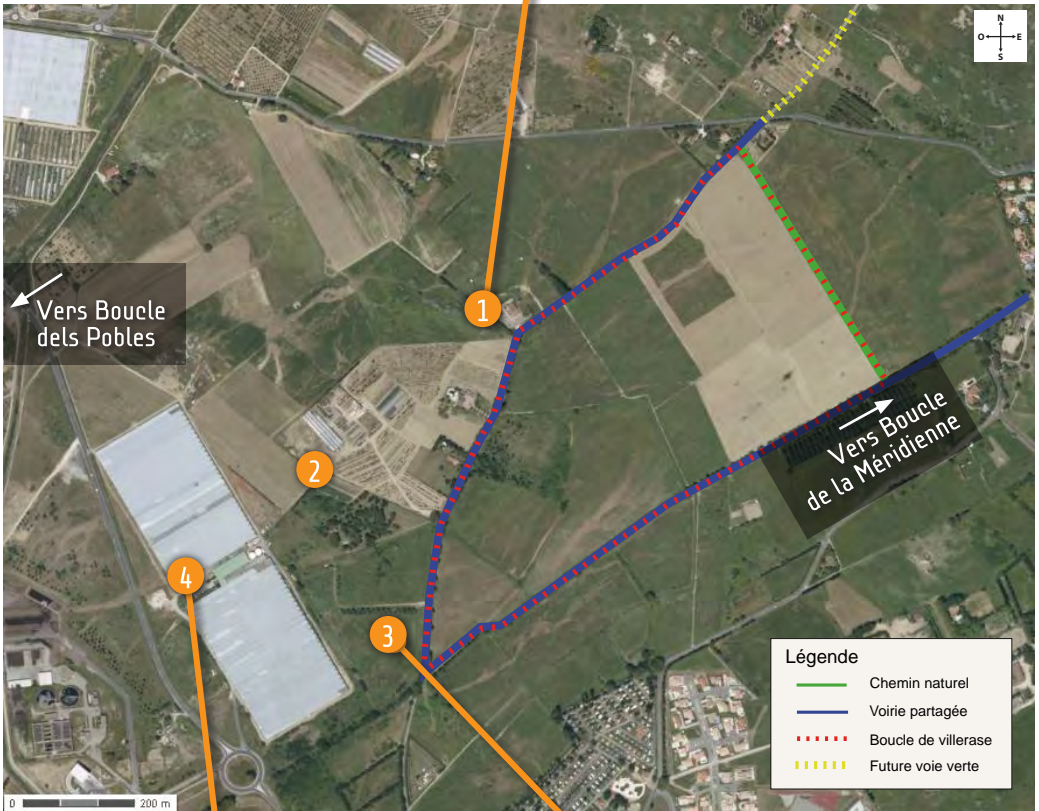 N
O E
S
1
Vers Boucle
dels Pobles
2
Vers Boucle
de la Méridienne
4
3
Légende
Chemin naturel
Voirie partagée
Boucle de villerase
Future voie verte
0 200 m